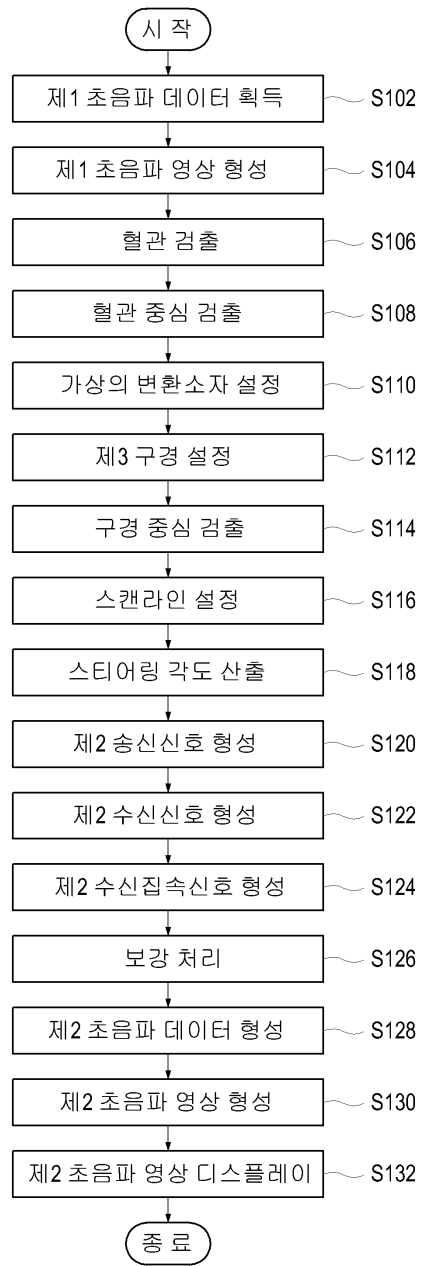 시 작
제1 초음파 데이터 획득 S102
제1 초음파 영상 형성 S104
혈관 검출 S106
혈관 중심 검출 S108
가상의 변환소자 설정 S110
제3 구경 설정 S112
구경 중심 검출 S114
스캔라인 설정 S116
스티어링 각도 산출 S118
제2 송신신호 형성 S120
제2 수신신호 형성 S122
제2 수신집속신호 형성 S124
보강 처리 S126
제2 초음파 데이터 형성 S128
제2 초음파 영상 형성 S130
제2 초음파 영상 디스플레이 S132
종 료